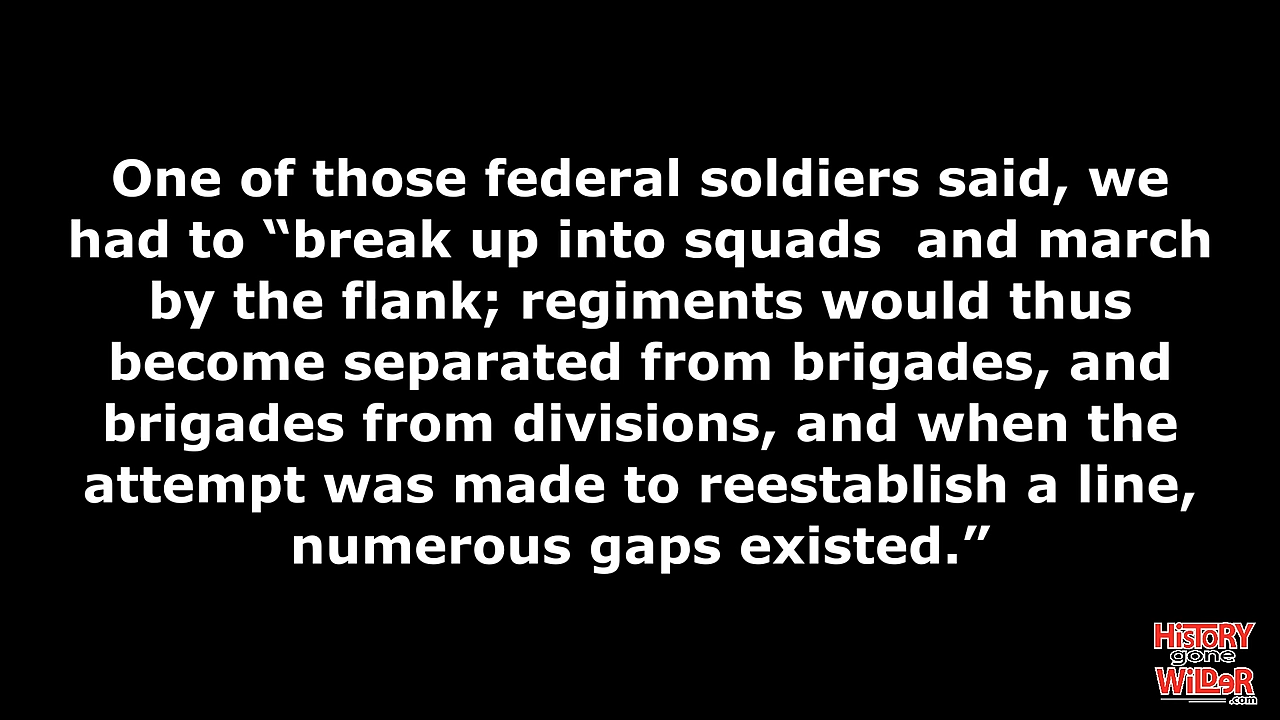 One of those federal soldiers said, we
had to “break up into squads  and march
by the flank; regiments would thus
become separated from brigades, and
brigades from divisions, and when the
attempt was made to reestablish a line,
numerous gaps existed.”
HiSTORY
gone
WiLDeR
.com